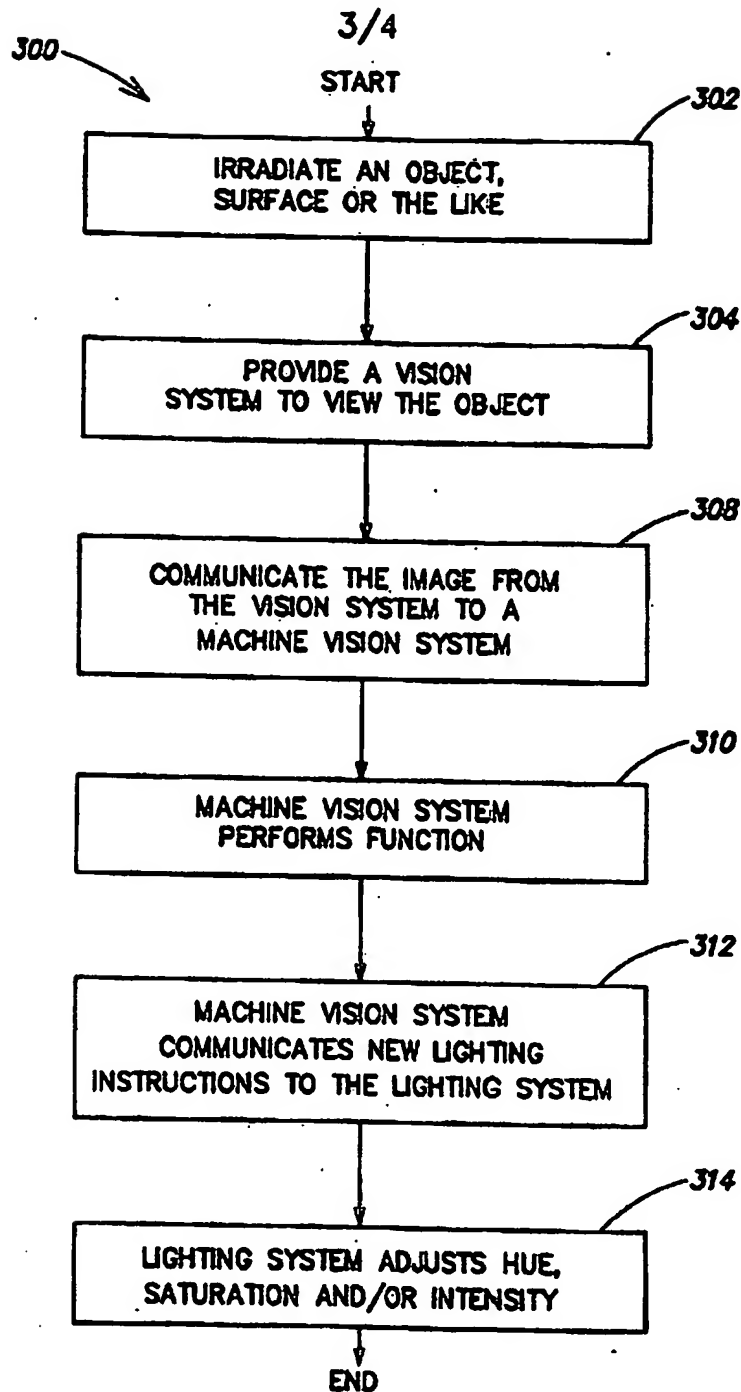 3/4
300
START
302
IRRADIATE AN OBJECT,
SURFACE OR THE LIKE
304
PROVIDE A VISION
SYSTEM TO VIEW THE OBJECT
308
COMMUNICATE THE IMAGE FROM
THE VISION SYSTEM TO A
MACHINE VISION SYSTEM
310
MACHINE VISION SYSTEM
PERFORMS FUNCTION
312
MACHINE VISION SYSTEM
COMMUNICATES NEW LIGHTING
INSTRUCTIONS TO THE LIGHTING SYSTEM
314
LIGHTING SYSTEM ADJUSTS HUE,
SATURATION AND/OR INTENSITY
END